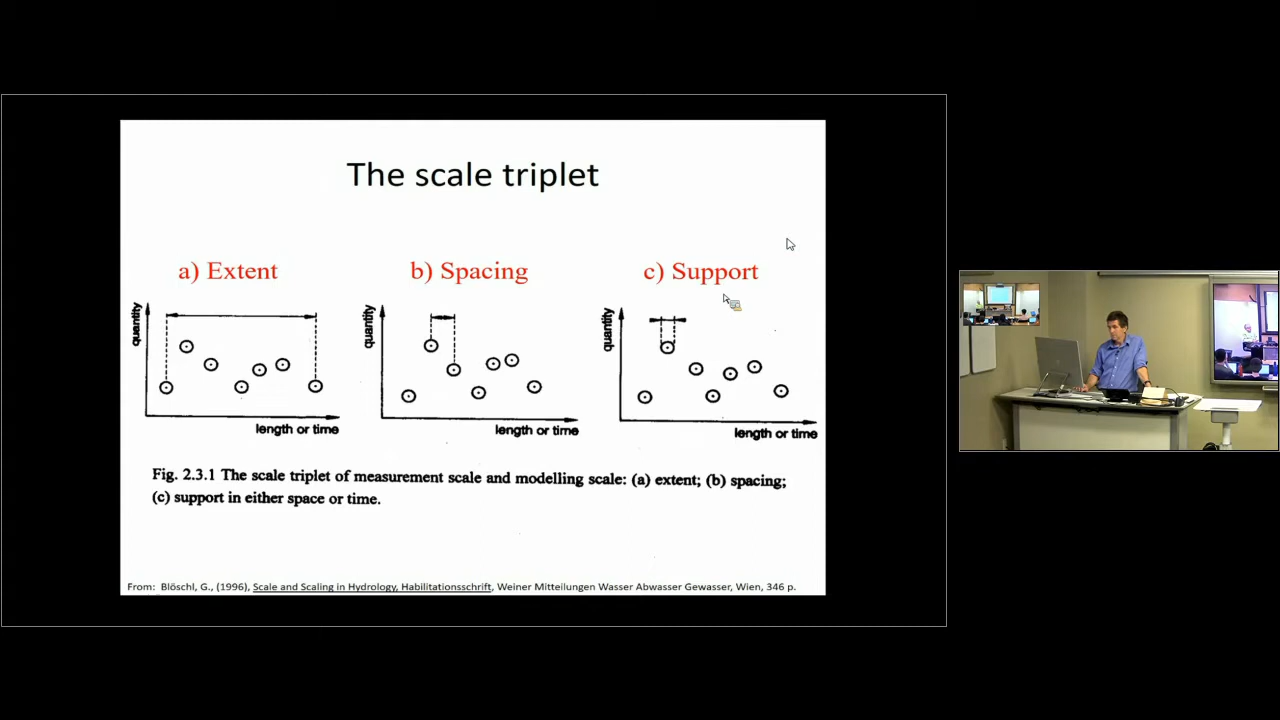 The scale triplet
a) Extent
b) Spacing
c) Support
quantity
length or time
quantity
length or time
quantity
length or time
Fig. 2.3.1 The scale triplet of measurement scale and modelling scale: (a) extent; (b) spacing;
(c) support in either space or time.
From: Blöschl, G., (1996), Scale and Scaling in Hydrology, Habilitationsschrift, Weiner Mitteilungen Wasser Abwasser Gewasser, Wien, 346 p.